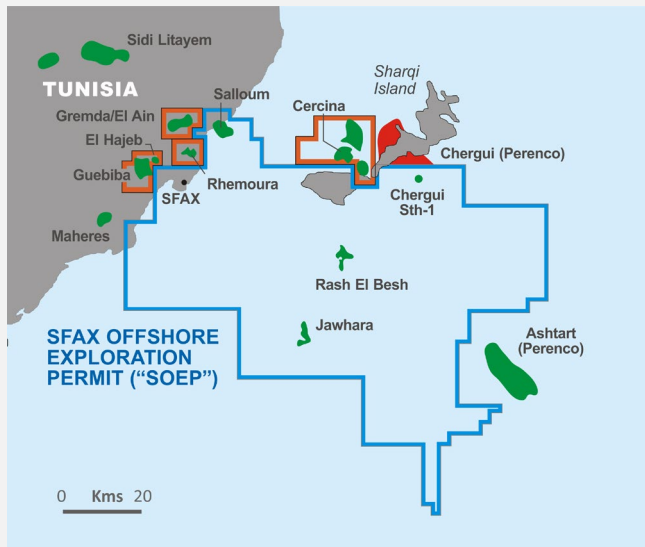 Sidi Litayem
TUNISIA
Sharqi
Island
Salloum
Cercina
Gremda/El Ain
El Hajeb
Chergui (Perenco)
Guebiba
Rhemoura
SFAX
Chergui
Sth-1
Maheres
Rash El Besh
SFAX OFFSHORE
EXPLORATION
PERMIT (“SOEP”)
Jawhara
Ashtart
(Perenco)
0 Kms 20